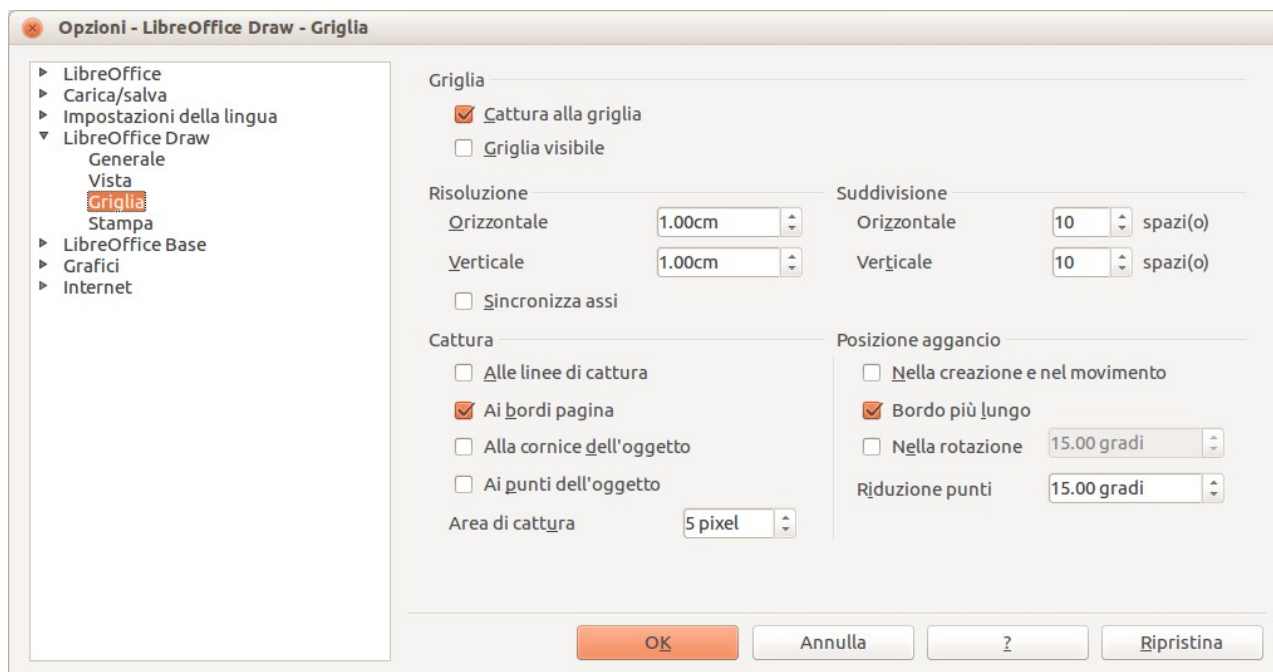 Opzioni - LibreOffice Draw - Griglia
LibreOffice
Carica/salva
Impostazioni della lingua
LibreOffice Draw
Generale
Vista
Griglia
Stampa
LibreOffice Base
Grafici
Internet
Griglia
Cattura alla griglia
Griglia visibile
Risoluzione
Orizzontale 1.00cm
Verticale 1.00cm
Sincronizza assi
Suddivisione
Orizzontale 10 spazi(o)
Verticale 10 spazi(o)
Cattura
Alle linee di cattura
Ai bordi pagina
Alla cornice dell'oggetto
Ai punti dell'oggetto
Area di cattura 5 pixel
Posizione aggancio
Nella creazione e nel movimento
Bordo più lungo
Nella rotazione 15.00 gradi
Riduzione punti 15.00 gradi
OK Annulla ? Ripristina